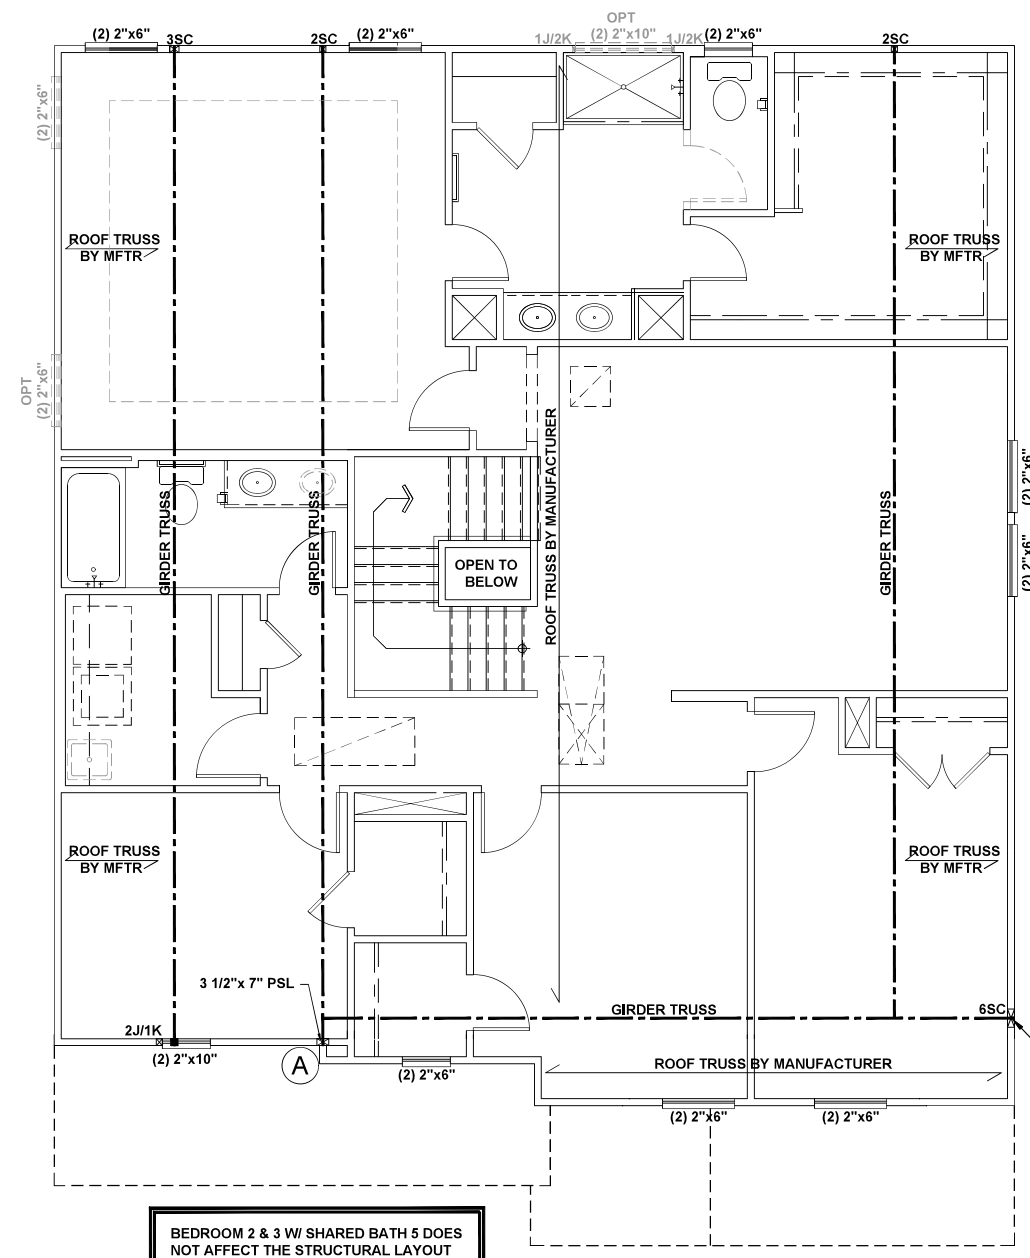 OPT
(2) 2"x6"
3SC
2SC
(2) 2"x6"
1J/2K
(2) 2"x10"
1J/2K
(2) 2"x6"
2SC
(2) 2"x6"
ROOF TRUSS
BY MFTR
ROOF TRUSS
BY MFTR
OPT
(2) 2"x6"
ROOF TRUSS BY MANUFACTURER
GIRDER TRUSS
GIRDER TRUSS
GIRDER TRUSS
(2) 2"x6"
(2) 2"x6"
OPEN TO
BELOW
ROOF TRUSS
BY MFTR
ROOF TRUSS
BY MFTR
3 1/2"x 7" PSL
GIRDER TRUSS
6SC
2J/1K
(2) 2"x10"
A
(2) 2"x6"
ROOF TRUSS BY MANUFACTURER
(2) 2"x6"
(2) 2"x6"
BEDROOM 2 & 3 W/ SHARED BATH 5 DOES
NOT AFFECT THE STRUCTURAL LAYOUT